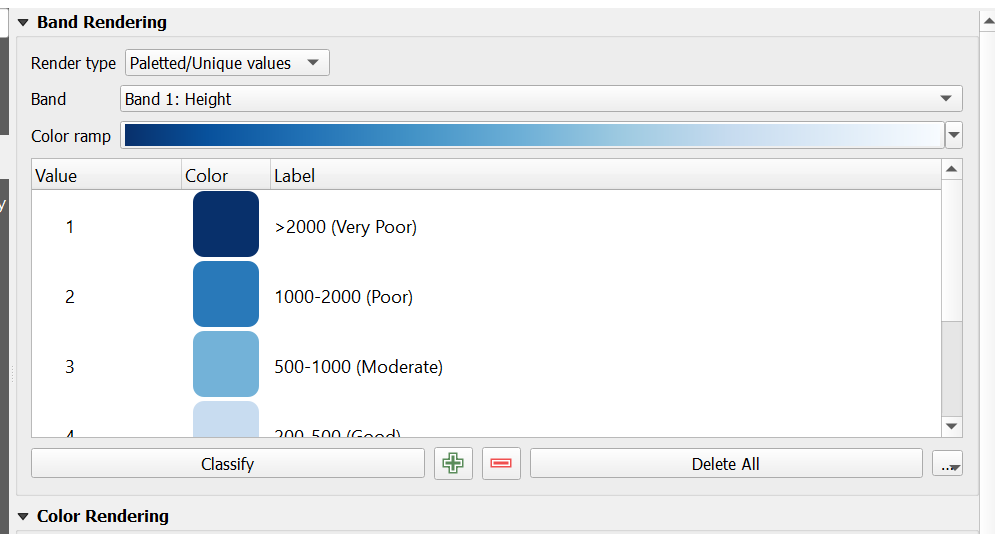 Band Rendering
Render type Paletted/Unique values
Band Band 1: Height
Color ramp
Value Color Label
1 >2000 (Very Poor)
2 1000-2000 (Poor)
3 500-1000 (Moderate)
4 200-500 (Good)
Classify Delete All ...
Color Rendering